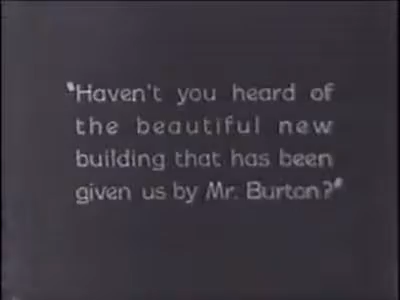 "Haven't you heard of
the beautiful new
building that has been
given us by Mr. Burton?"